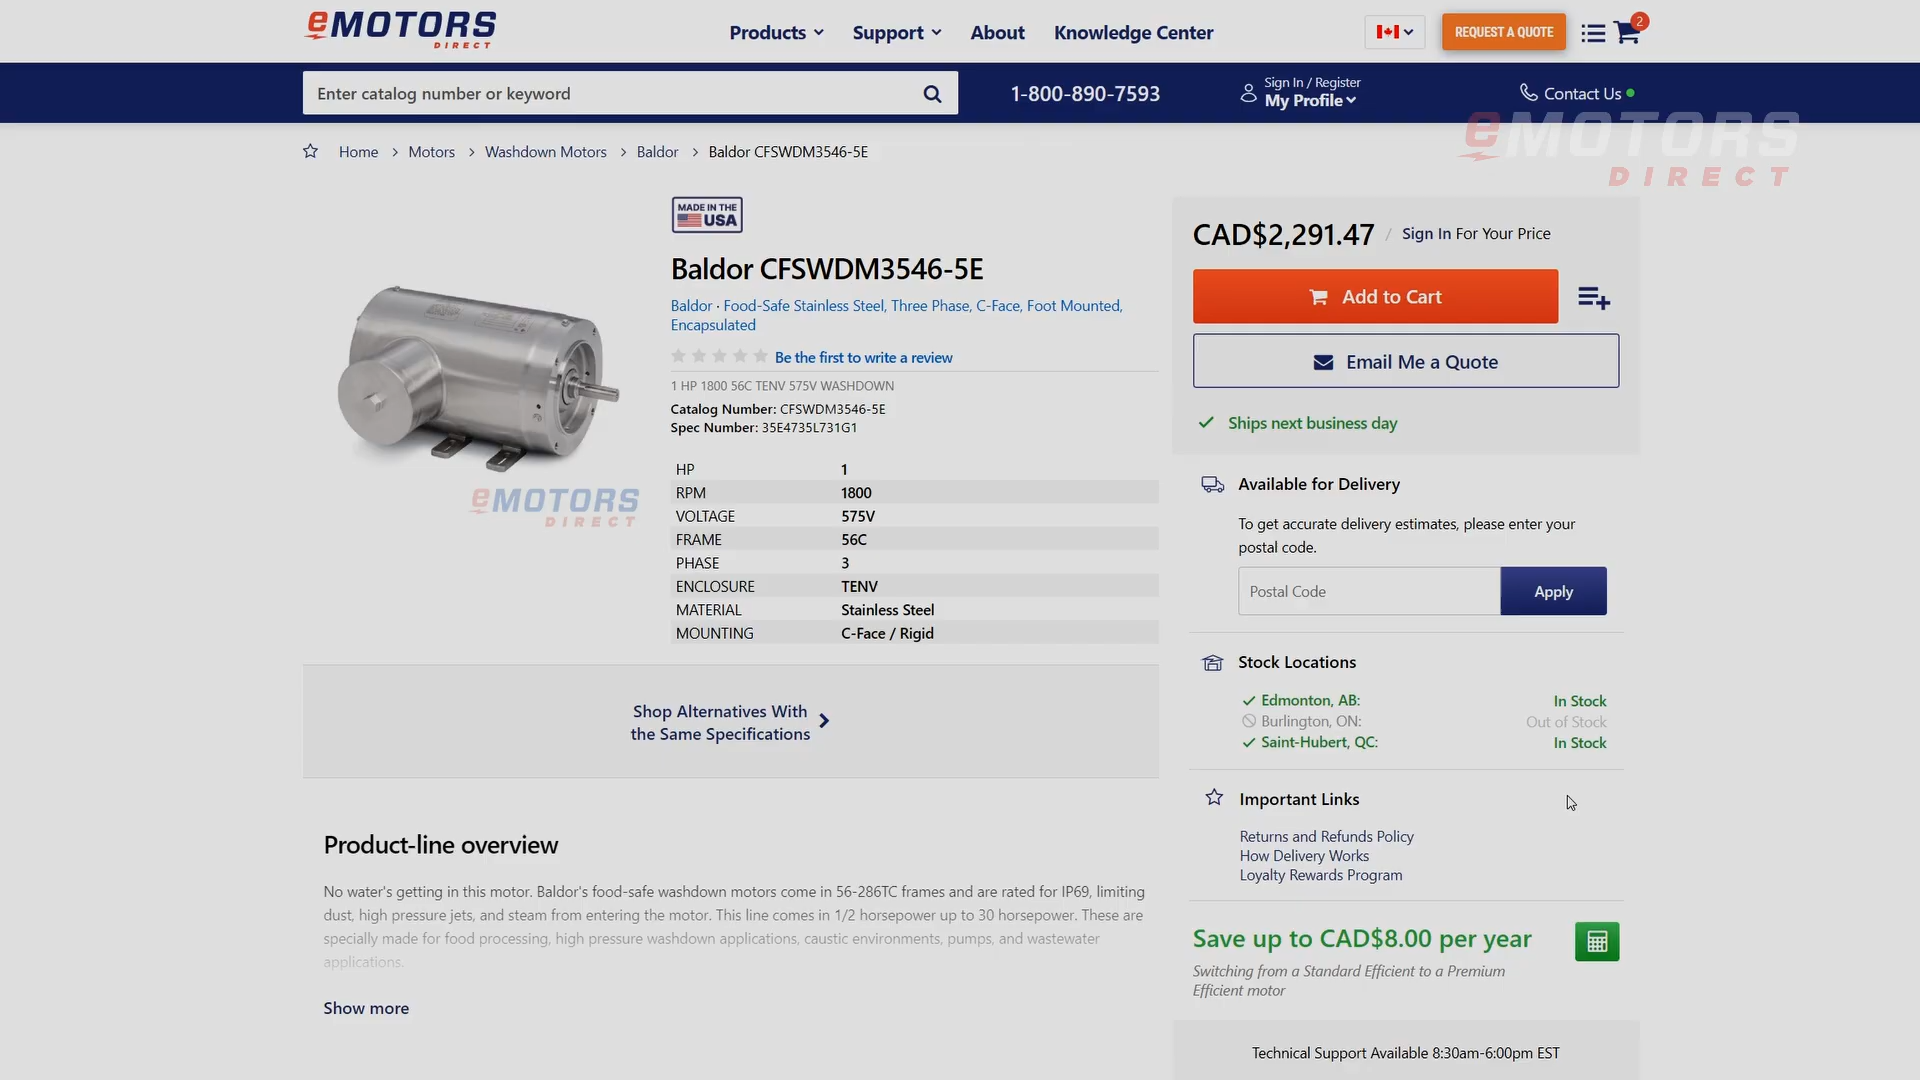 eMOTORS
DIRECT
Products
Support
About
Knowledge Center
REQUEST A QUOTE
2
Enter catalog number or keyword
1-800-890-7593
Sign In / Register
My Profile
Contact Us
eMOTORS
DIRECT
Home > Motors > Washdown Motors > Baldor > Baldor CFSWDM3546-5E
MADE IN THE
USA
Baldor CFSWDM3546-5E
Baldor · Food-Safe Stainless Steel, Three Phase, C-Face, Foot Mounted,
Encapsulated
Be the first to write a review
1 HP 1800 56C TENV 575V WASHDOWN
Catalog Number: CFSWDM3546-5E
Spec Number: 35E4735L731G1
HP 1
RPM 1800
VOLTAGE 575V
FRAME 56C
PHASE 3
ENCLOSURE TENV
MATERIAL Stainless Steel
MOUNTING C-Face / Rigid
eMOTORS
DIRECT
Shop Alternatives With
the Same Specifications
Product-line overview
No water's getting in this motor. Baldor's food-safe washdown motors come in 56-286TC frames and are rated for IP69, limiting
dust, high pressure jets, and steam from entering the motor. This line comes in 1/2 horsepower up to 30 horsepower. These are
specially made for food processing, high pressure washdown applications, caustic environments, pumps, and wastewater
applications.
Show more
CAD$2,291.47 / Sign In For Your Price
Add to Cart
Email Me a Quote
Ships next business day
Available for Delivery
To get accurate delivery estimates, please enter your
postal code.
Postal Code
Apply
Stock Locations
Edmonton, AB: In Stock
Burlington, ON: Out of Stock
Saint-Hubert, QC: In Stock
Important Links
Returns and Refunds Policy
How Delivery Works
Loyalty Rewards Program
Save up to CAD$8.00 per year
Switching from a Standard Efficient to a Premium
Efficient motor
Technical Support Available 8:30am-6:00pm EST